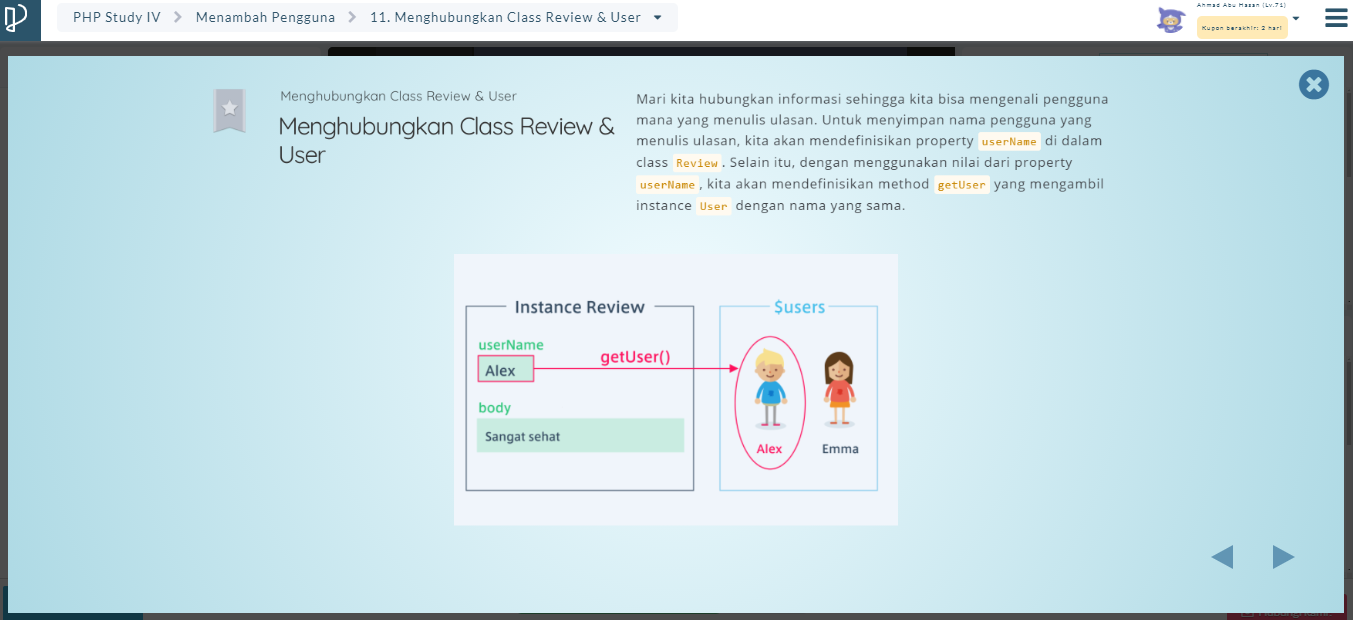 PHP Study IV
Menambah Pengguna
11. Menghubungkan Class Review & User
Ahmad Abu Hasan (Lv.71)
Kupon berakhir: 2 hari
Menghubungkan Class Review & User
Menghubungkan Class Review &
User
Mari kita hubungkan informasi sehingga kita bisa mengenali pengguna
mana yang menulis ulasan. Untuk menyimpan nama pengguna yang
menulis ulasan, kita akan mendefinisikan property userName di dalam
class Review. Selain itu, dengan menggunakan nilai dari property
userName, kita akan mendefinisikan method getUser yang mengambil
instance User dengan nama yang sama.
Instance Review
$users
userName
Alex
getUser()
body
Sangat sehat
Alex
Emma